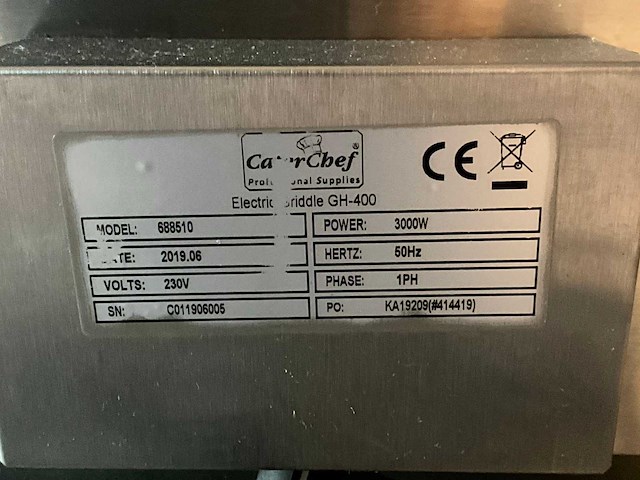 CaterChef®
Professional Supplies
CE
Electric Griddle GH-400
MODEL: 688510 POWER: 3000W
DATE: 2019.06 HERTZ: 50Hz
VOLTS: 230V PHASE: 1PH
SN: C011906005 PO: KA19209(#414419)